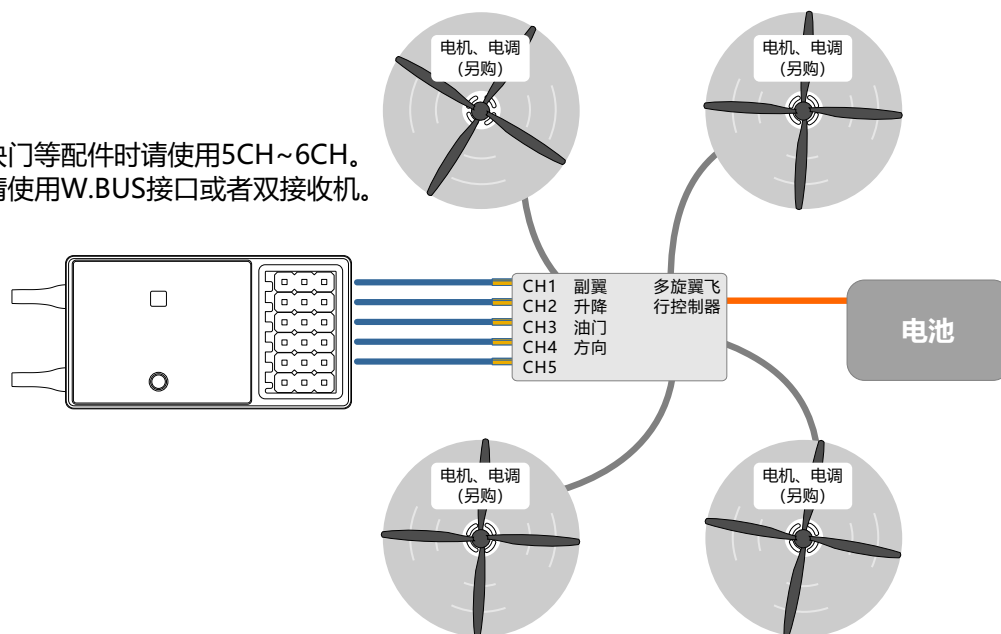 电机、电调
(另购)
电机、电调
(另购)
门等配件时请使用5CH~6CH。
使用W.BUS接口或者双接收机。
CH1 副翼
CH2 升降
CH3 油门
CH4 方向
CH5
多旋翼飞
行控制器
电池
电机、电调
(另购)
电机、电调
(另购)